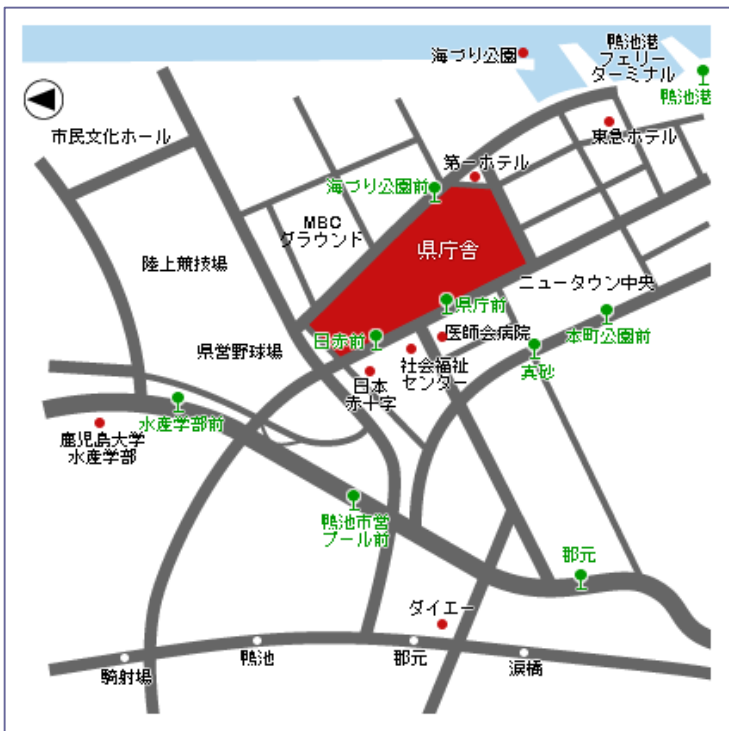 海づり公園
鴨池港
フェリー
ターミナル
鴨池港
市民文化ホール
東急ホテル
第一ホテル
海づり公園前
MBC
グラウンド
県庁舎
陸上競技場
ニュータウン中央
県庁前
医師会病院
本町公園前
日赤前
県営野球場
社会福祉
センター
真砂
日本
赤十字
水産学部前
鹿児島大学
水産学部
鴨池市営
プール前
郡元
ダイエー
騎射場
鴨池
郡元
涙橋